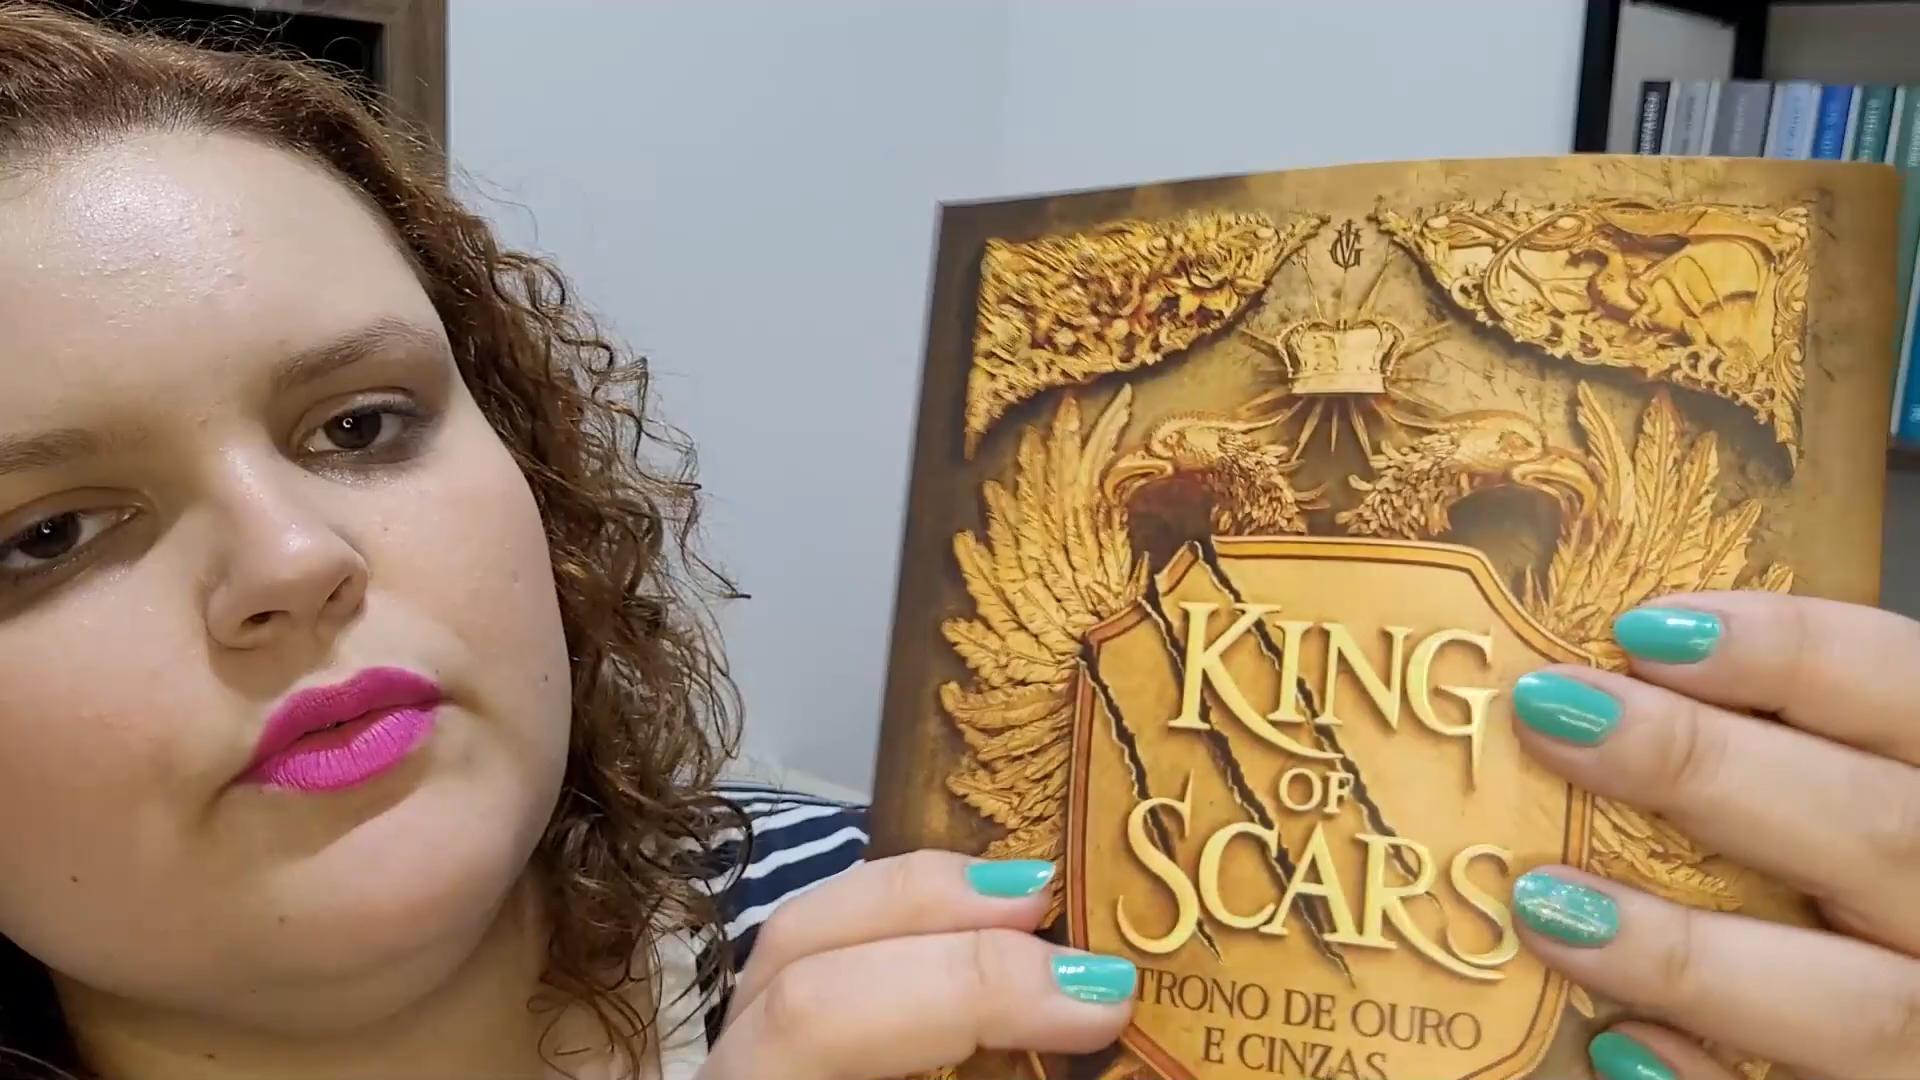 KING
OF
SCARS
TRONO DE OURO
E CINZAS